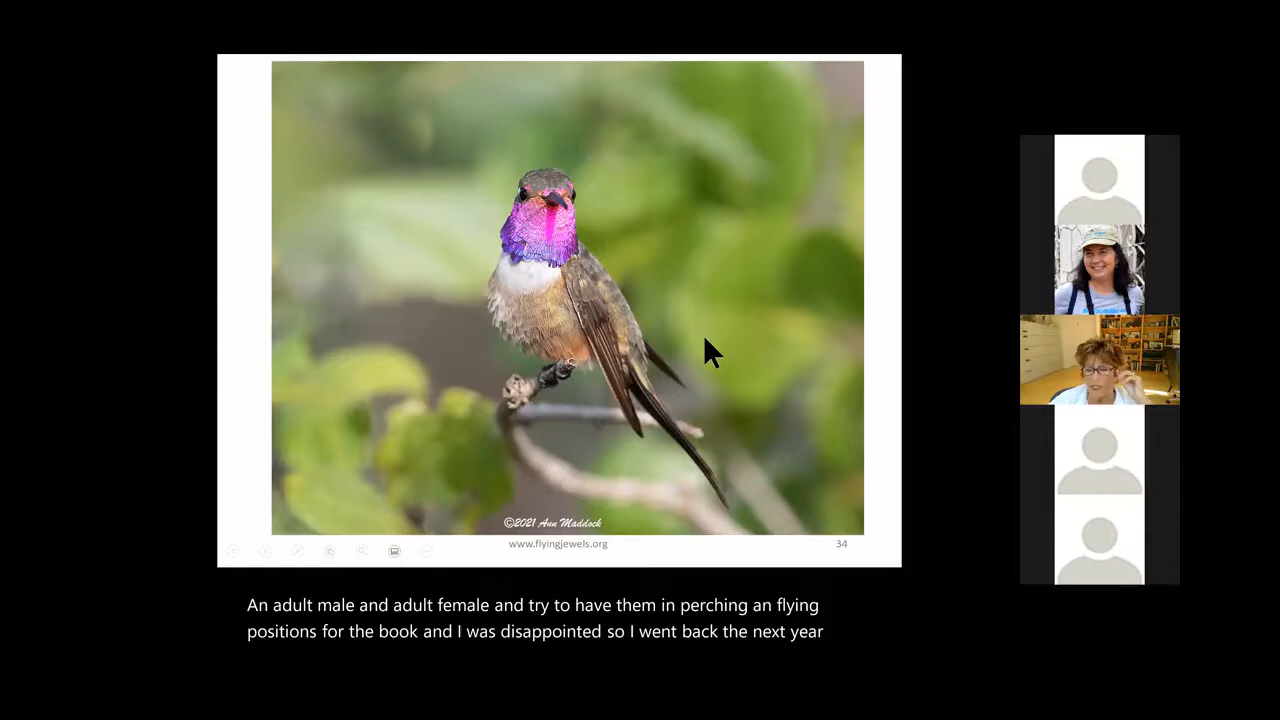 ©2021 Ann Maddock
www.flyingjewels.org
34
An adult male and adult female and try to have them in perching an flying
positions for the book and I was disappointed so I went back the next year